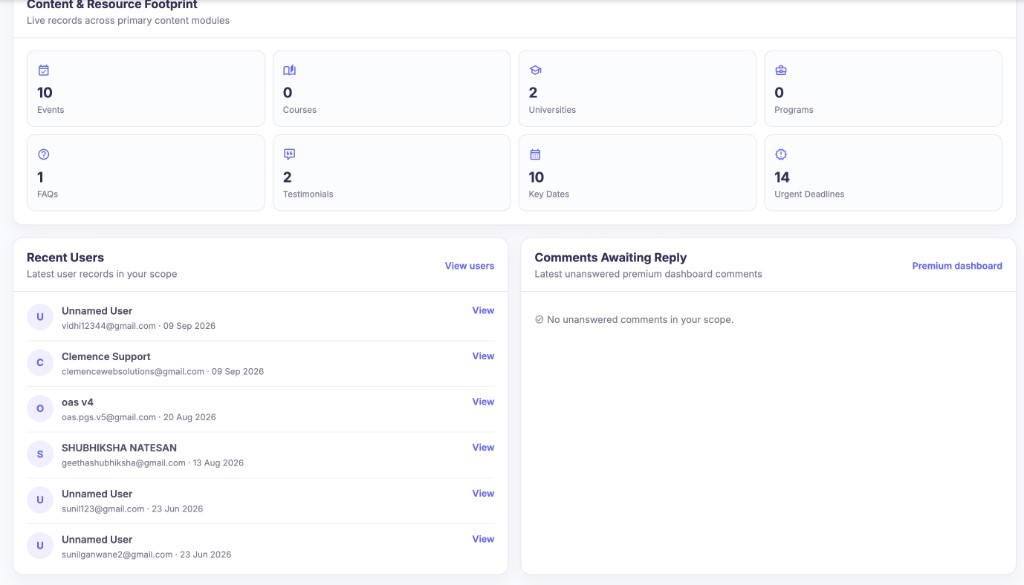 Content & Resource Footprint
Live records across primary content modules
10
Events
0
Courses
2
Universities
0
Programs
1
FAQs
2
Testimonials
10
Key Dates
14
Urgent Deadlines
Recent Users
Latest user records in your scope
View users
U
Unnamed User
vidhi12344@gmail.com · 09 Sep 2026
View
C
Clemence Support
clemencewebsolutions@gmail.com · 09 Sep 2026
View
O
oas v4
oas.pgs.v5@gmail.com · 20 Aug 2026
View
S
SHUBHIKSHA NATESAN
geethashubhiksha@gmail.com · 13 Aug 2026
View
U
Unnamed User
sunil123@gmail.com · 23 Jun 2026
View
U
Unnamed User
sunilganwane2@gmail.com · 23 Jun 2026
View
Comments Awaiting Reply
Latest unanswered premium dashboard comments
Premium dashboard
No unanswered comments in your scope.